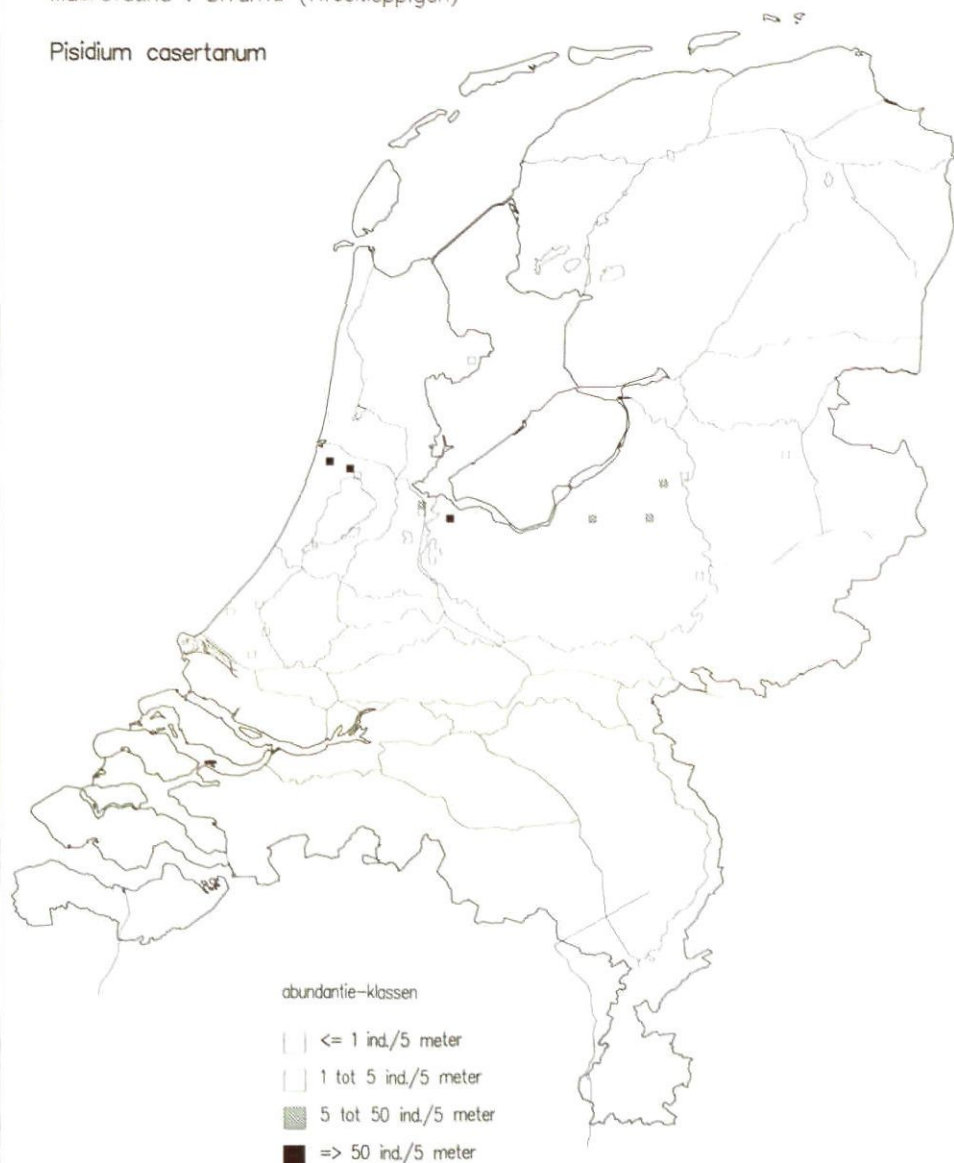 Pisidium casertanum
abundantie-klassen
<= 1 ind./5 meter
1 tot 5 ind./5 meter
5 tot 50 ind./5 meter
=> 50 ind./5 meter